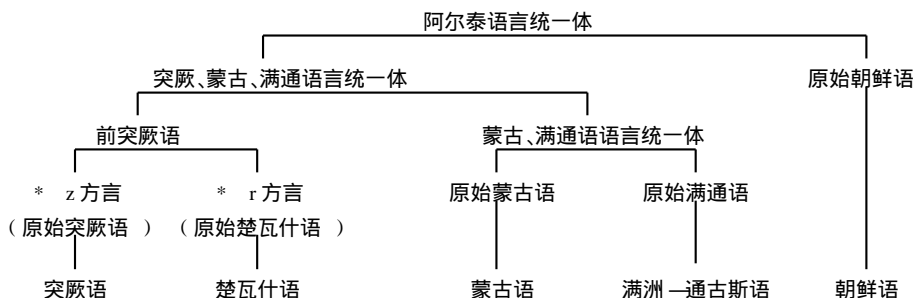 阿尔泰语言统一体
突厥、蒙古、满通语言统一体 原始朝鲜语
前突厥语 蒙古、满通语语言统一体
* z 方言 * r 方言 原始蒙古语 原始满通语
( 原始突厥语 ) ( 原始楚瓦什语 )
突厥语 楚瓦什语 蒙古语 满洲—通古斯语 朝鲜语